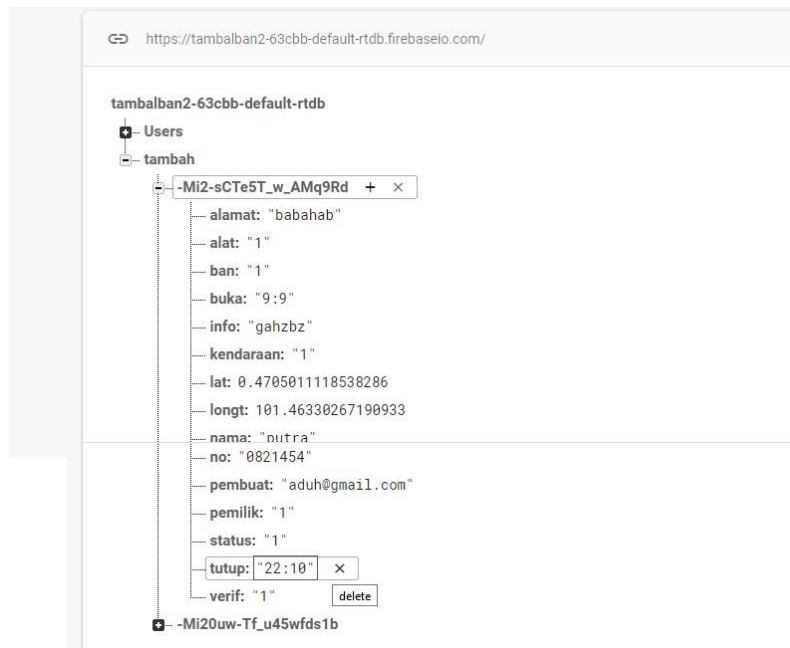 https://tambalban2-63cbb-default-rtdb.firebaseio.com/
tambalban2-63cbb-default-rtdb
Users
tambah
-Mi2-sCTe5T_w_AMq9Rd + ×
alamat: "babahab"
alat: "1"
ban: "1"
buka: "9:9"
info: "gahzbz"
kendaraan: "1"
lat: 0.4705011118538286
longt: 101.46330267190933
nama: "putra"
no: "0821454"
pembuat: "aduh@gmail.com"
pemilik: "1"
status: "1"
tutup: "22:10" ×
verif: "1" delete
-Mi20uw-Tf_u45wfds1b